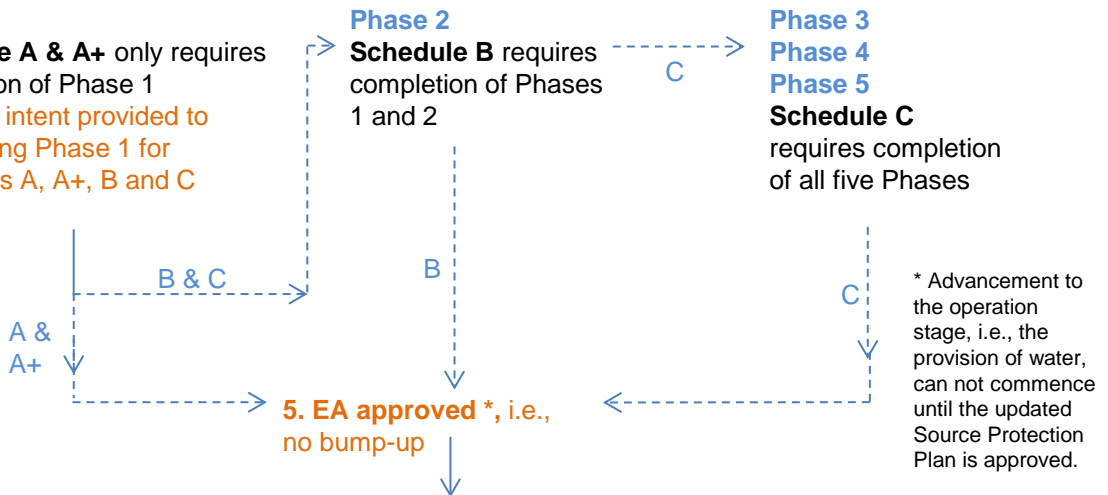 e A & A+ only requires
on of Phase 1
intent provided to
ng Phase 1 for
s A, A+, B and C
Phase 2
Schedule B requires
completion of Phases
1 and 2
C
Phase 3
Phase 4
Phase 5
Schedule C
requires completion
of all five Phases
B & C
B
C
A &
A+
* Advancement to
the operation
stage, i.e., the
provision of water,
can not commence
until the updated
Source Protection
Plan is approved.
5. EA approved *, i.e.,
no bump-up